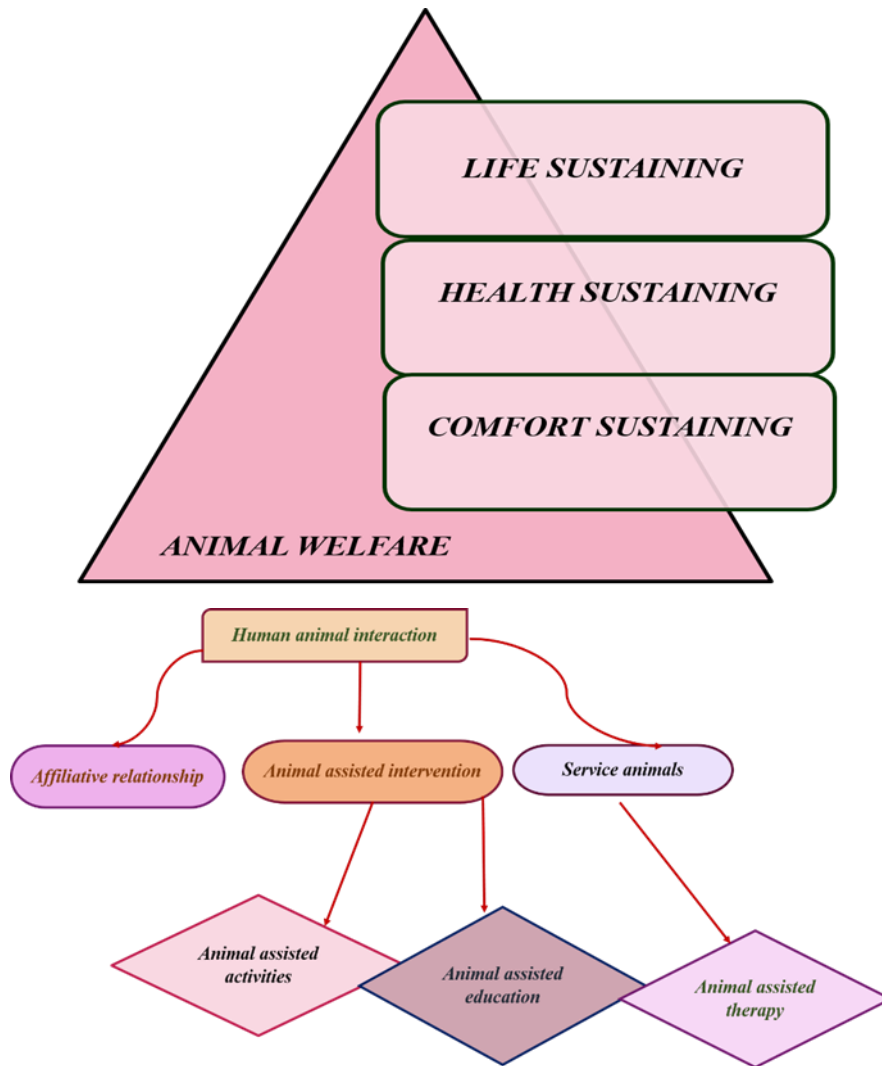 LIFE SUSTAINING
HEALTH SUSTAINING
COMFORT SUSTAINING
ANIMAL WELFARE
Human animal interaction
Affiliative relationship
Animal assisted intervention
Service animals
Animal assisted
activities
Animal assisted
education
Animal assisted
therapy